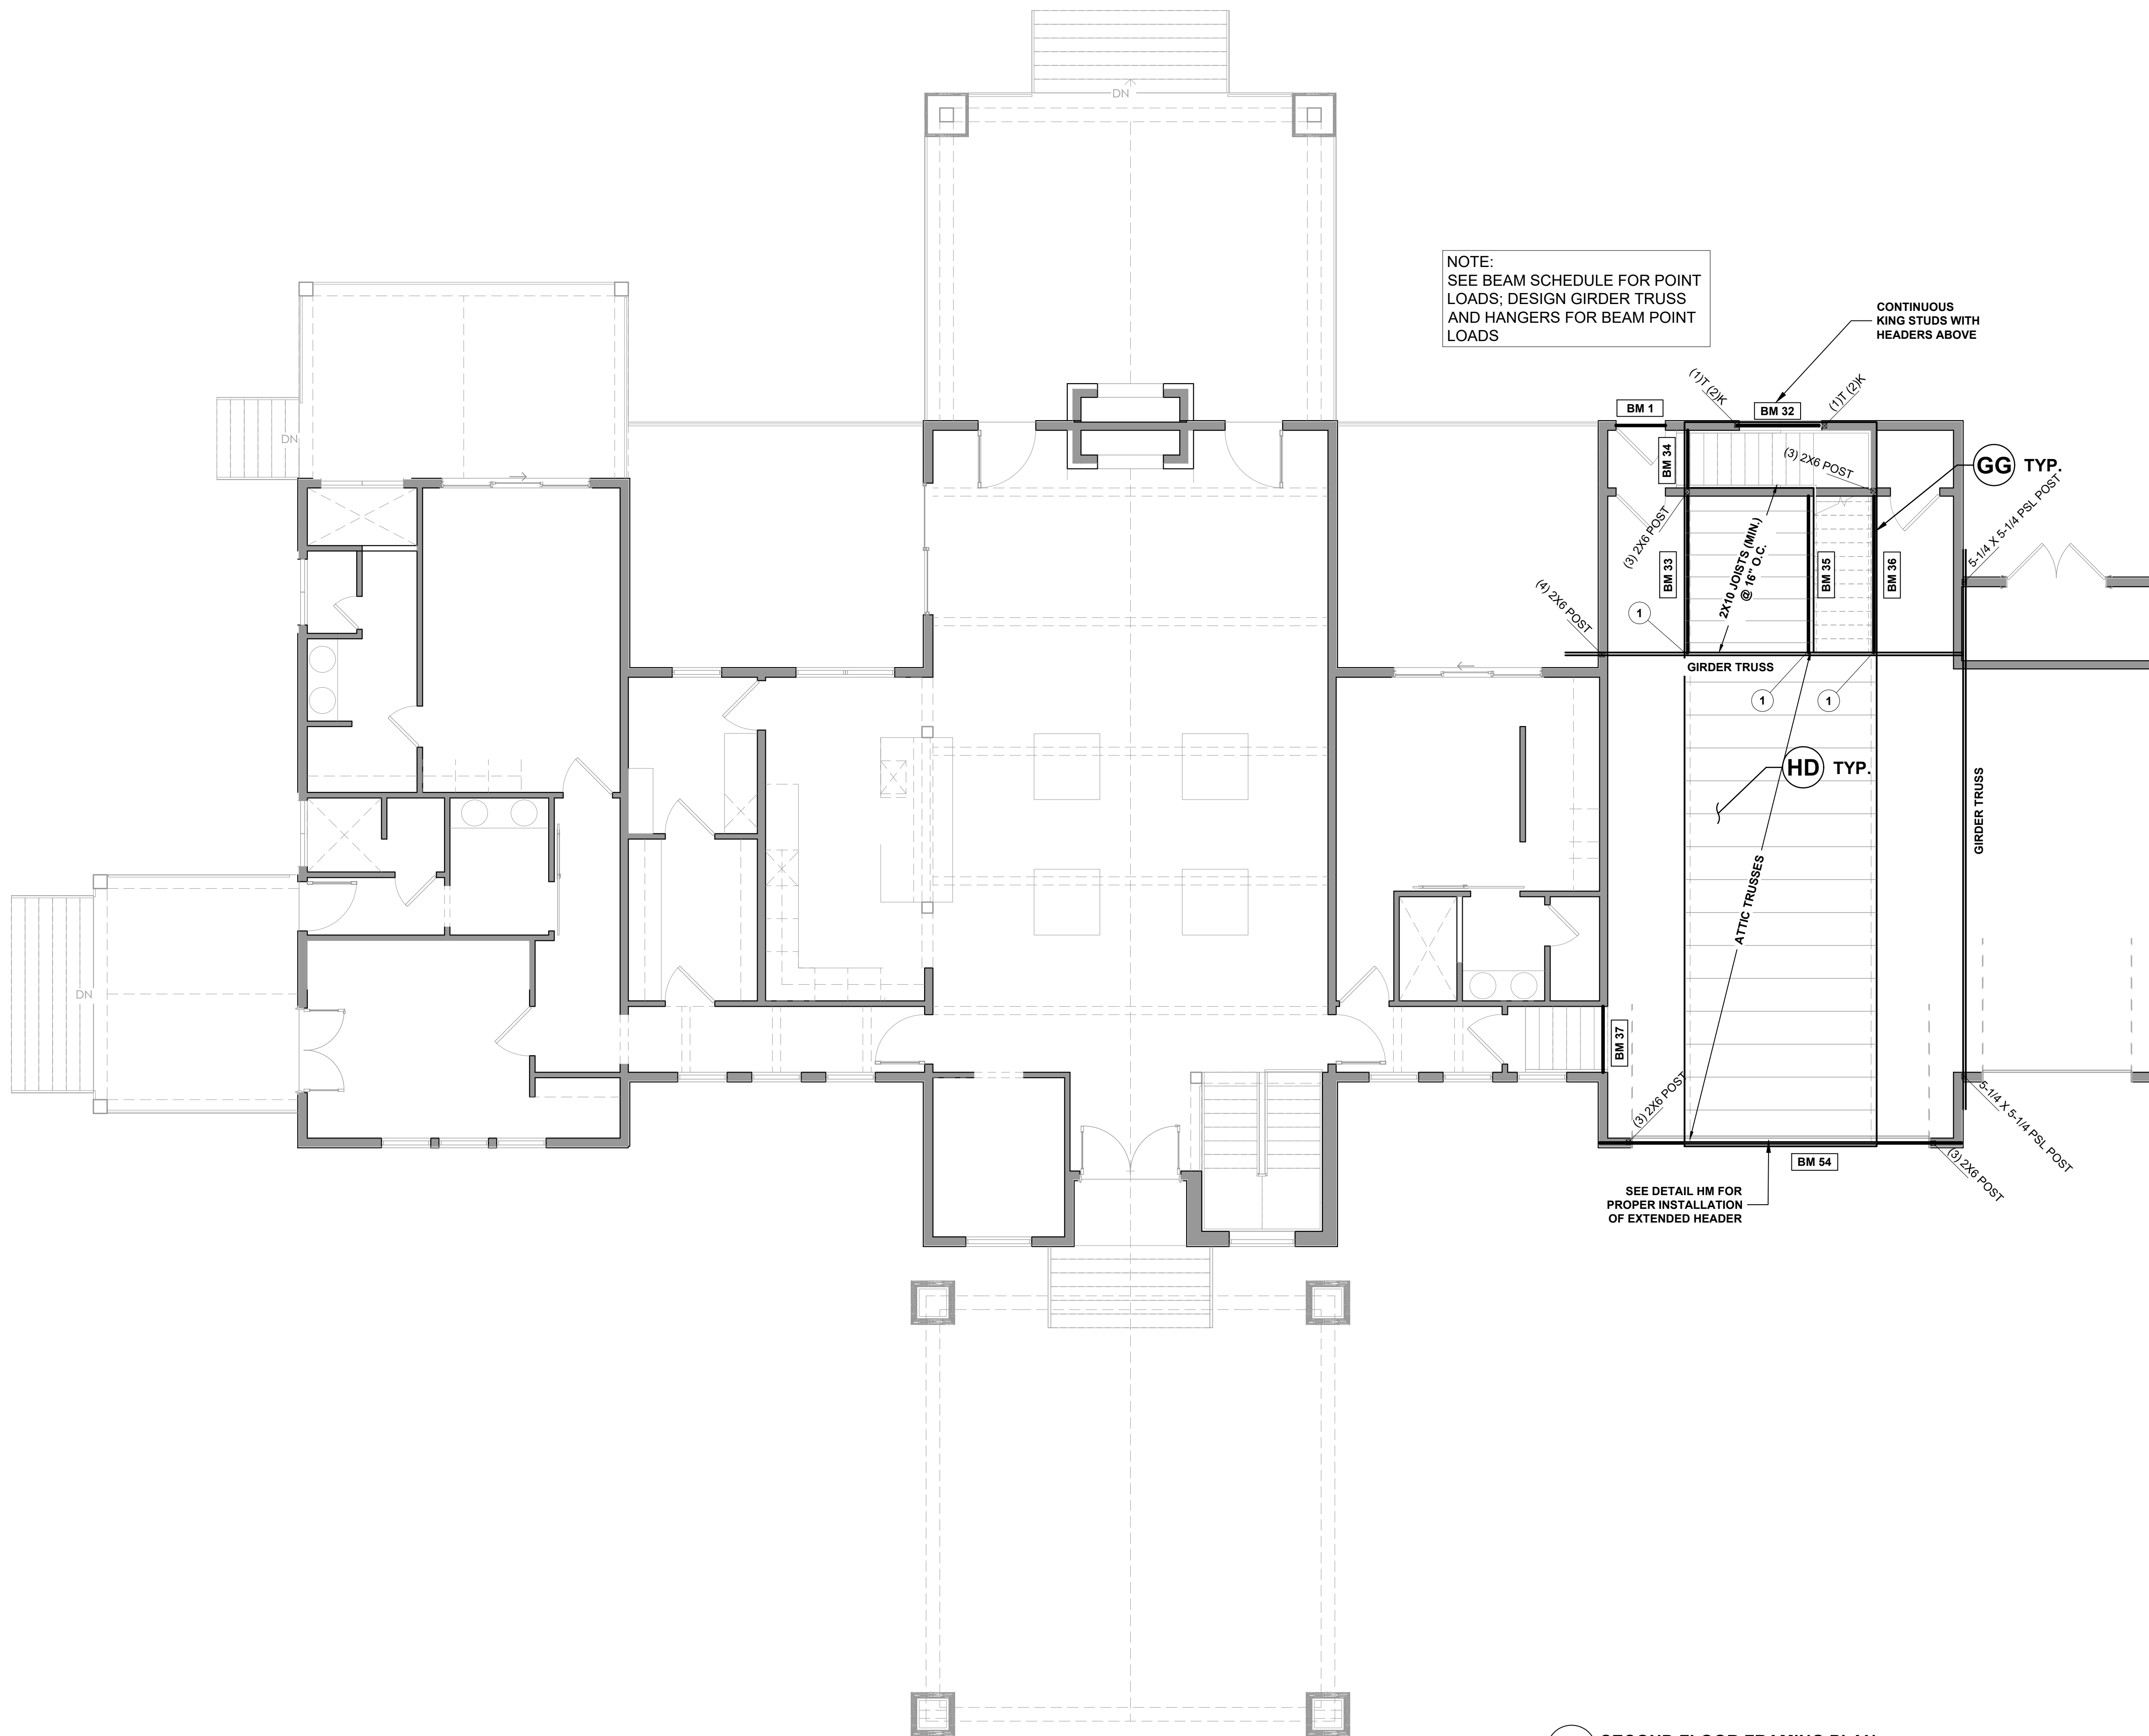 DN
NOTE:
SEE BEAM SCHEDULE FOR POINT
LOADS; DESIGN GIRDER TRUSS
AND HANGERS FOR BEAM POINT
LOADS
CONTINUOUS
KING STUDS WITH
HEADERS ABOVE
(1)T (2)K
(1)T (2)K
BM 1
BM 32
DN
BM 34
(3) 2X6 POST
GG TYP.
5-1/4 X 5-1/4 PSL POST
(3) 2X6 POST
2X10 JOISTS (MIN.)
@ 16" O.C.
BM 33
BM 35
BM 36
(4) 2X6 POST
1
GIRDER TRUSS
1
1
HD TYP.
GIRDER TRUSS
ATTIC TRUSSES
DN
BM 37
(3) 2X6 POST
5-1/4 X 5-1/4 PSL POST
BM 54
(3) 2X6 POST
SEE DETAIL HM FOR
PROPER INSTALLATION
OF EXTENDED HEADER
SECOND FLOOR FRAMING PLAN